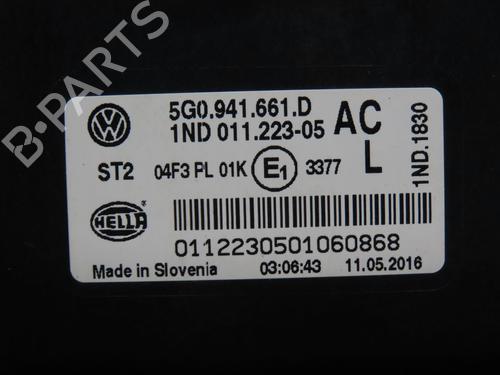 B-PARTS
5G0.941.661.D
1ND 011.223-05
AC
ST2
04F3 PL 01K
E1
3377
L
1ND.1830
HELLA
0112230501060868
Made in Slovenia
03:06:43
11.05.2016